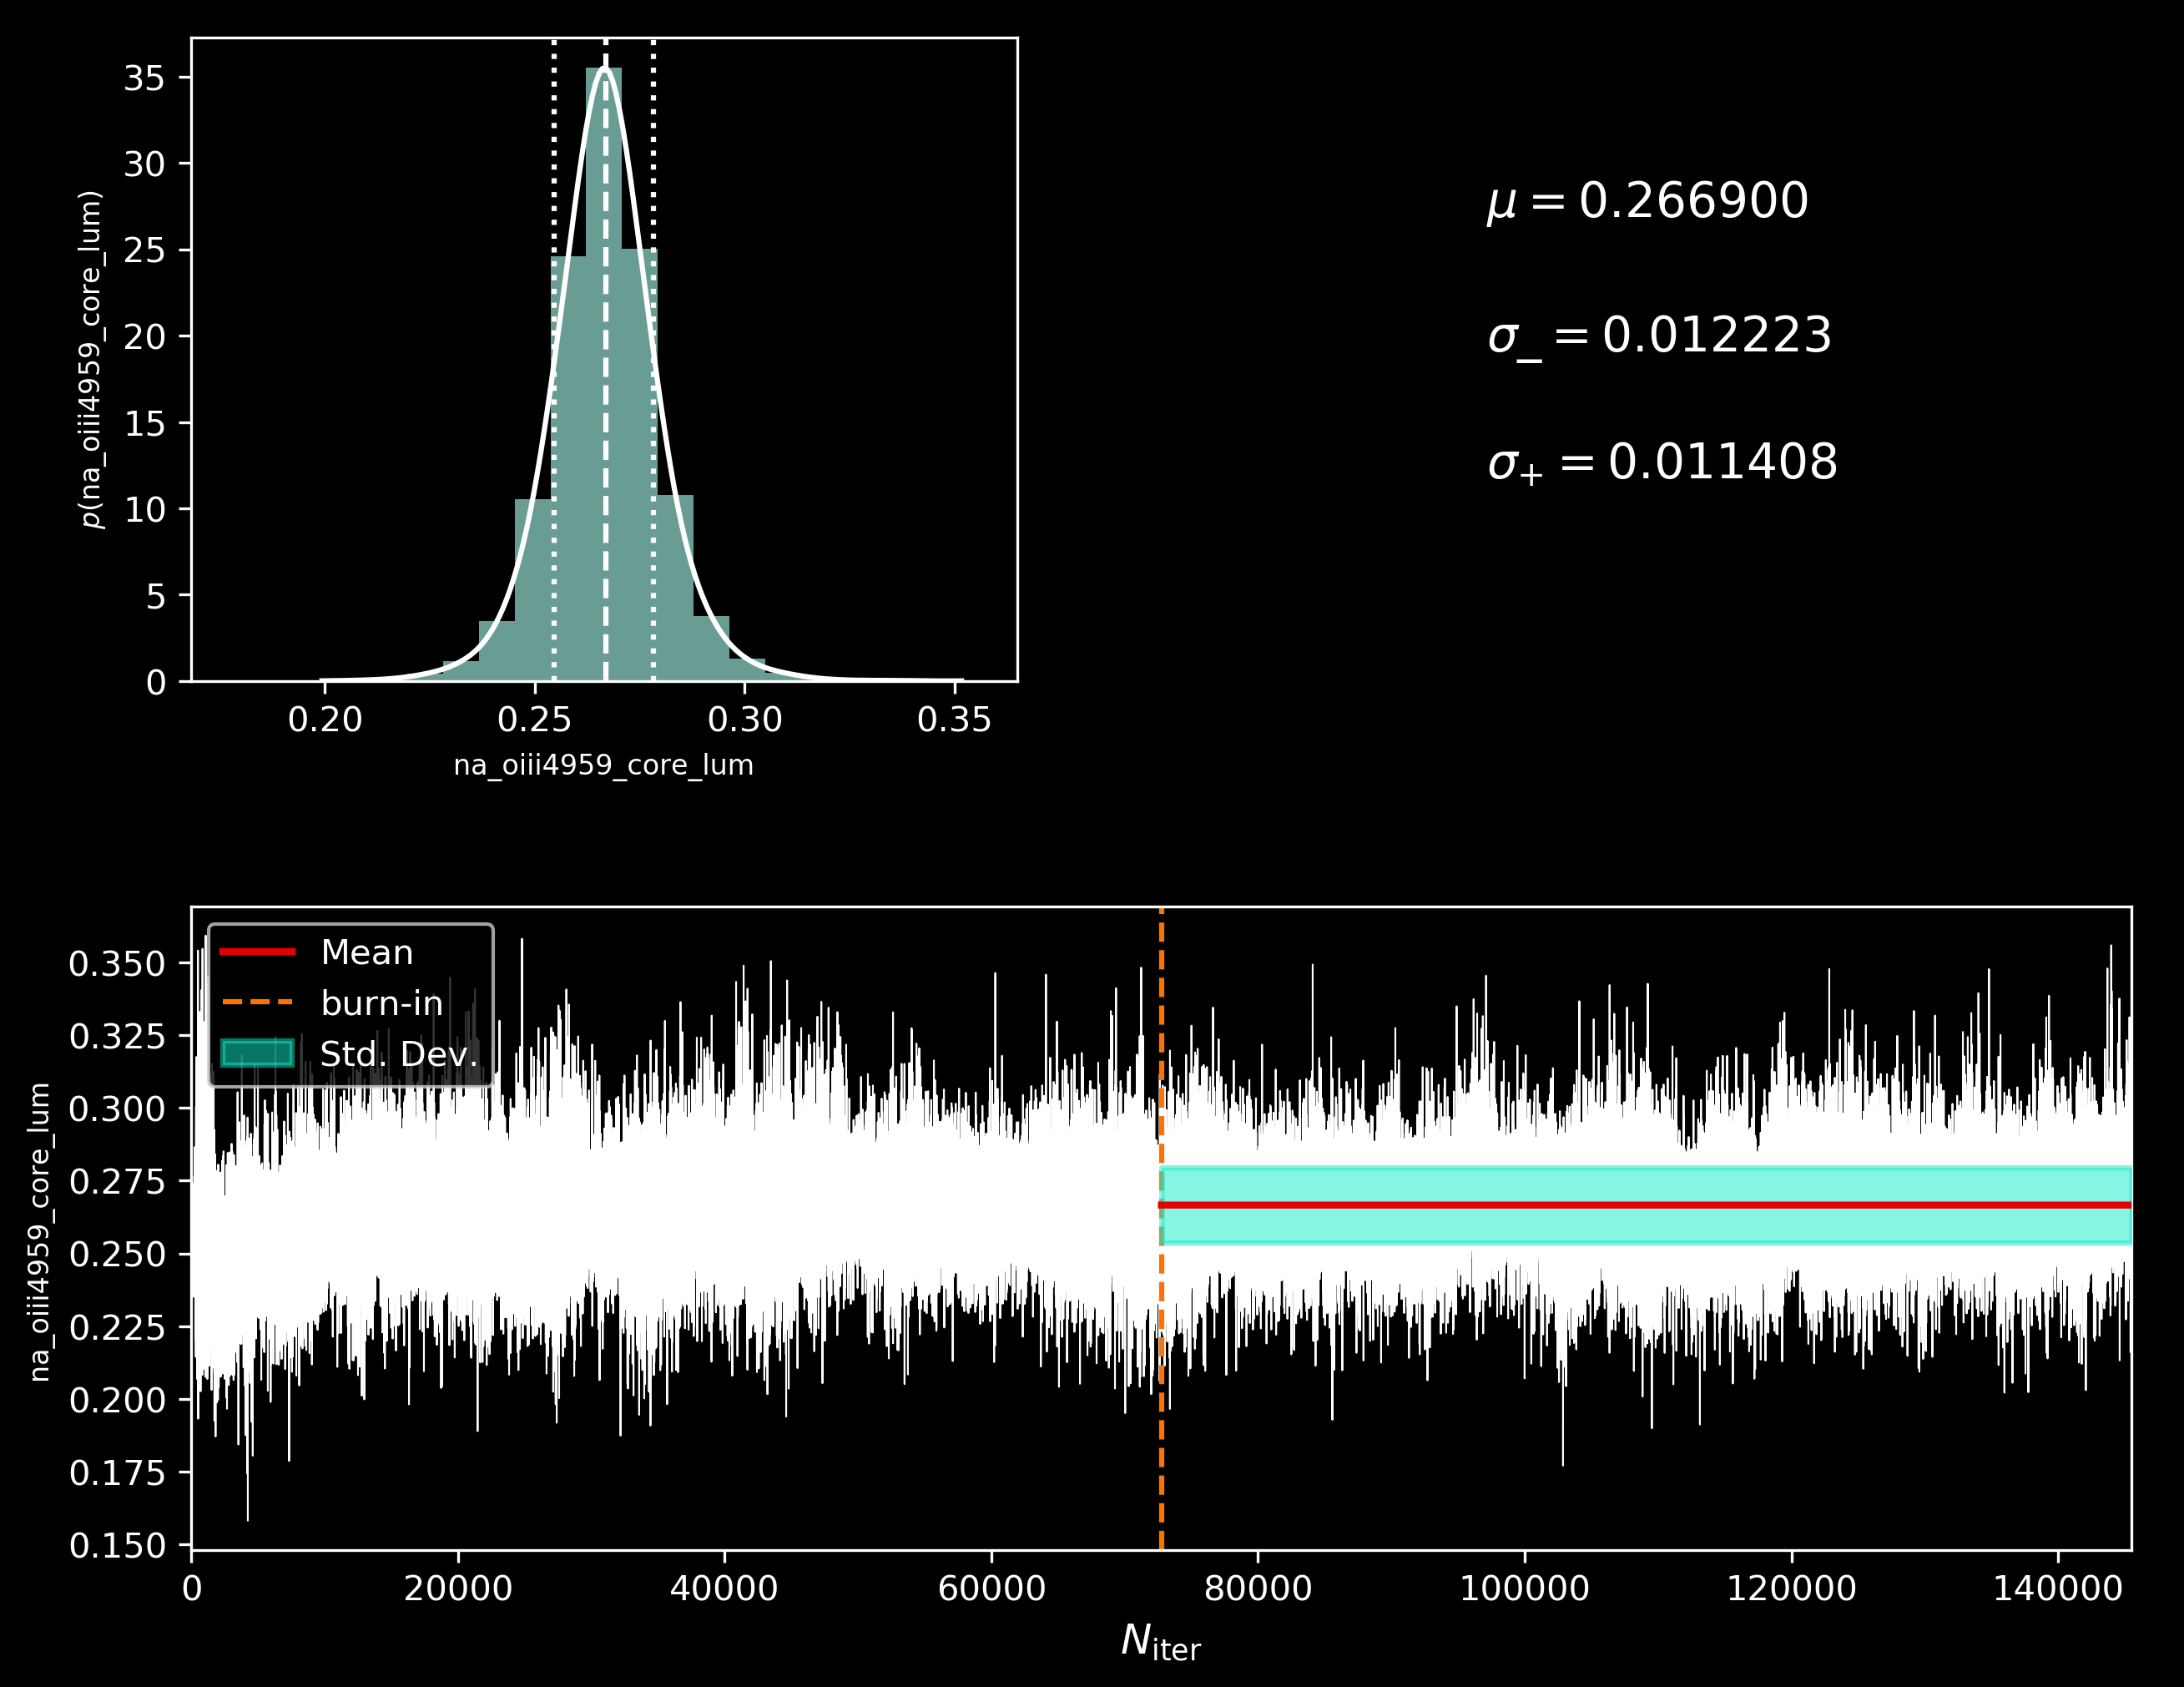 35
30
25
20
15
10
5
0
p(na_oiii4959_core_lum)
0.20 0.25 0.30 0.35
na_oiii4959_core_lum
μ = 0.266900
σ_ = 0.012223
σ+ = 0.011408
Mean
burn-in
Std. Dev.
0.350
0.325
0.300
0.275
0.250
0.225
0.200
0.175
0.150
na_oiii4959_core_lum
0 20000 40000 60000 80000 100000 120000 140000
Niter